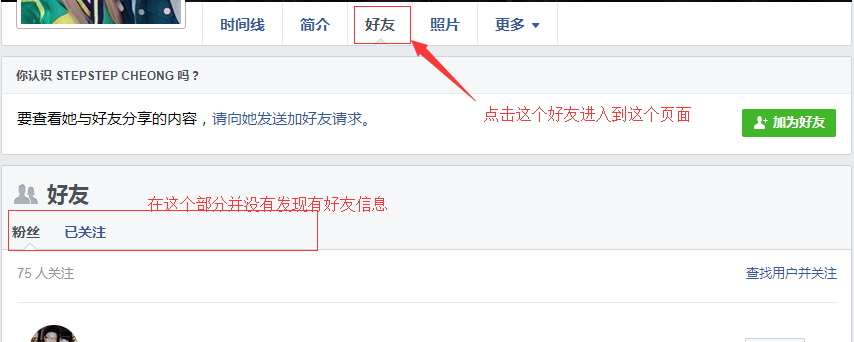 时间线 简介 好友 照片 更多
你认识 STEPSTEP CHEONG 吗？
点击这个好友进入到这个页面
要查看她与好友分享的内容，请向她发送加好友请求。 加为好友
好友
在这个部分并没有发现有好友信息
粉丝 已关注
75 人关注 查找用户并关注